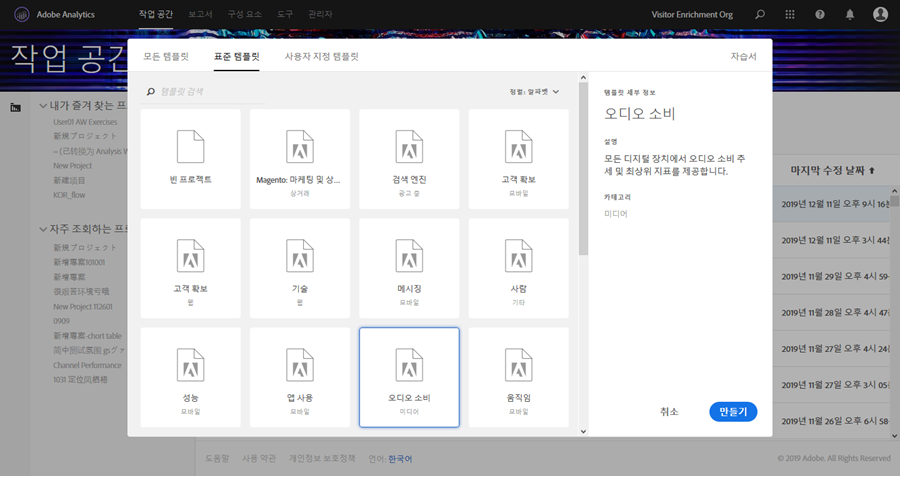 Adobe Analytics
작업 공간
보고서
구성 요소
도구
관리자
Visitor Enrichment Org
작업 공간
모든 템플릿
표준 템플릿
사용자 지정 템플릿
자습서
템플릿 검색
정렬: 알파벳
빈 프로젝트
Magento: 마케팅 및 상...
상거래
검색 엔진
광고 중
고객 확보
모바일
고객 확보
웹
기술
웹
메시징
모바일
사람
기타
성능
모바일
앱 사용
모바일
오디오 소비
미디어
움직임
모바일
템플릿 세부 정보
오디오 소비
설명
모든 디지털 장치에서 오디오 소비 추
세 및 최상위 지표를 제공합니다.
카테고리
미디어
취소
만들기
내가 즐겨 찾는 프
User01 AW Exercises
新規プロジェクト
New Project
新建項目
KOR_flow
자주 조회하는 프로
新規プロジェクト
新增專案101001
新增專案
New Project 112601
0909
新增專案-chort table
Channel Performance
마지막 수정 날짜
2019년 12월 11일 오후 9시 16
2019년 12월 11일 오후 3시 44
2019년 11월 29일 오후 4시 59
2019년 11월 28일 오후 4시 47
2019년 11월 27일 오후 4시 24
2019년 11월 27일 오후 3시 05
2019년 11월 26일 오후 6시 58
도움말
사용 약관
개인정보 보호정책
언어: 한국어
© 2019 Adobe. All Rights Reserved